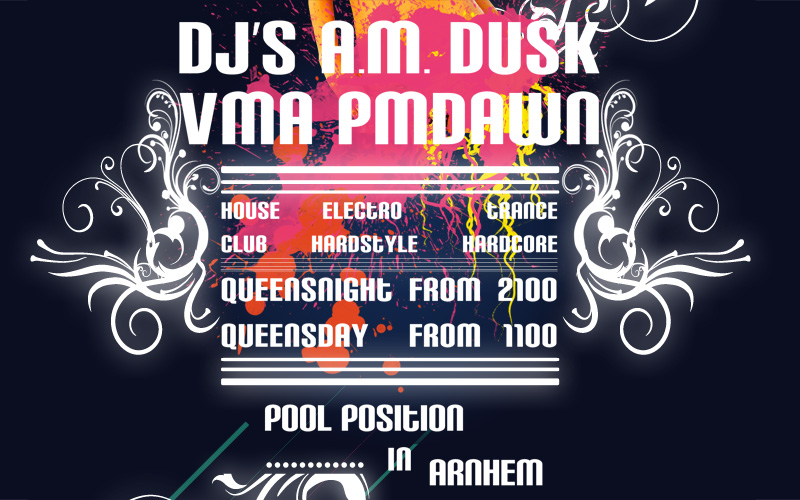 DJ'S A.M. DUSK
VMA PMDAWN
HOUSE ELECTRO TRANCE
CLUB HARDSTYLE HARDCORE
QUEENSNIGHT FROM 2100
QUEENSDAY FROM 1100
POOL POSITION
IN
ARNHEM